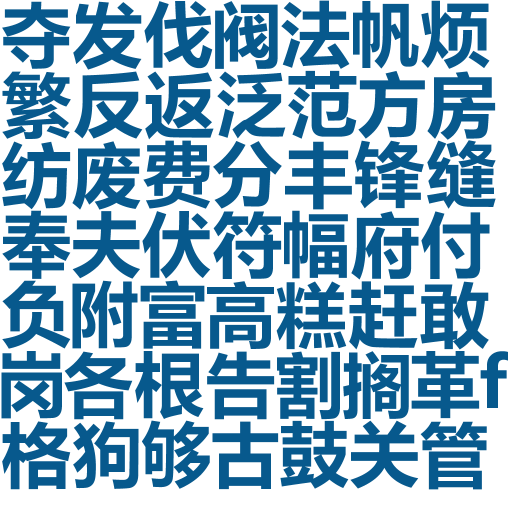 夺发伐阀法帆烦
繁反返泛范方房
纺废费分丰锋缝
奉夫伏符幅府付
负附富高糕赶敢
岗各根告割搁革f
格狗够古鼓关管